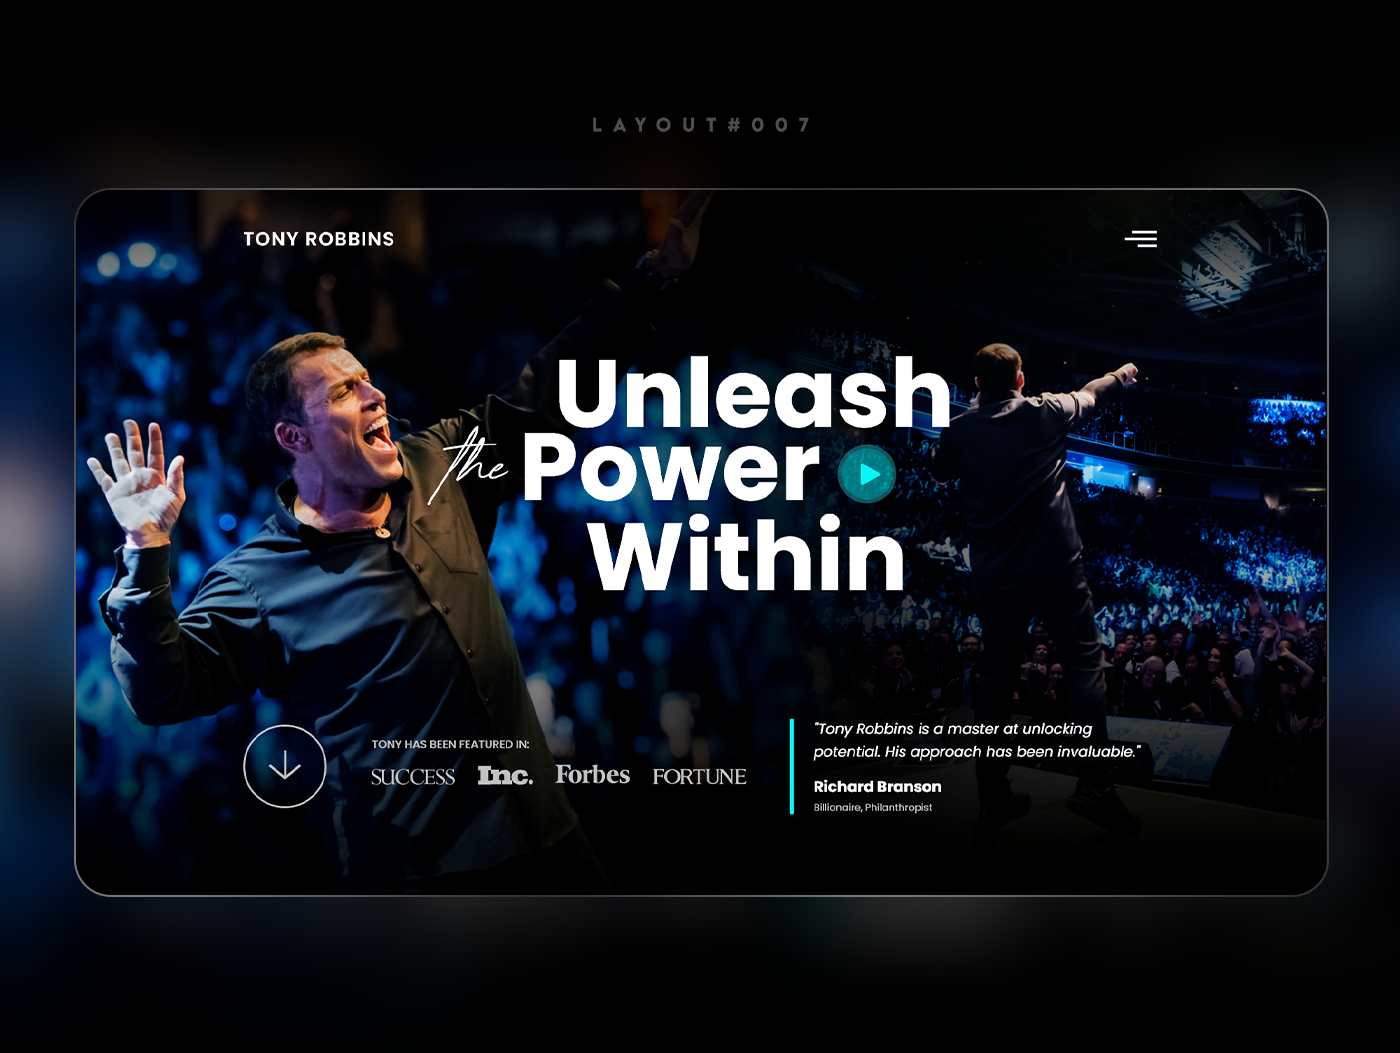 LAYOUT#007
TONY ROBBINS
Unleash
the Power
Within
TONY HAS BEEN FEATURED IN:
SUCCESS Inc. Forbes FORTUNE
"Tony Robbins is a master at unlocking
potential. His approach has been invaluable."
Richard Branson
Billionaire, Philanthropist